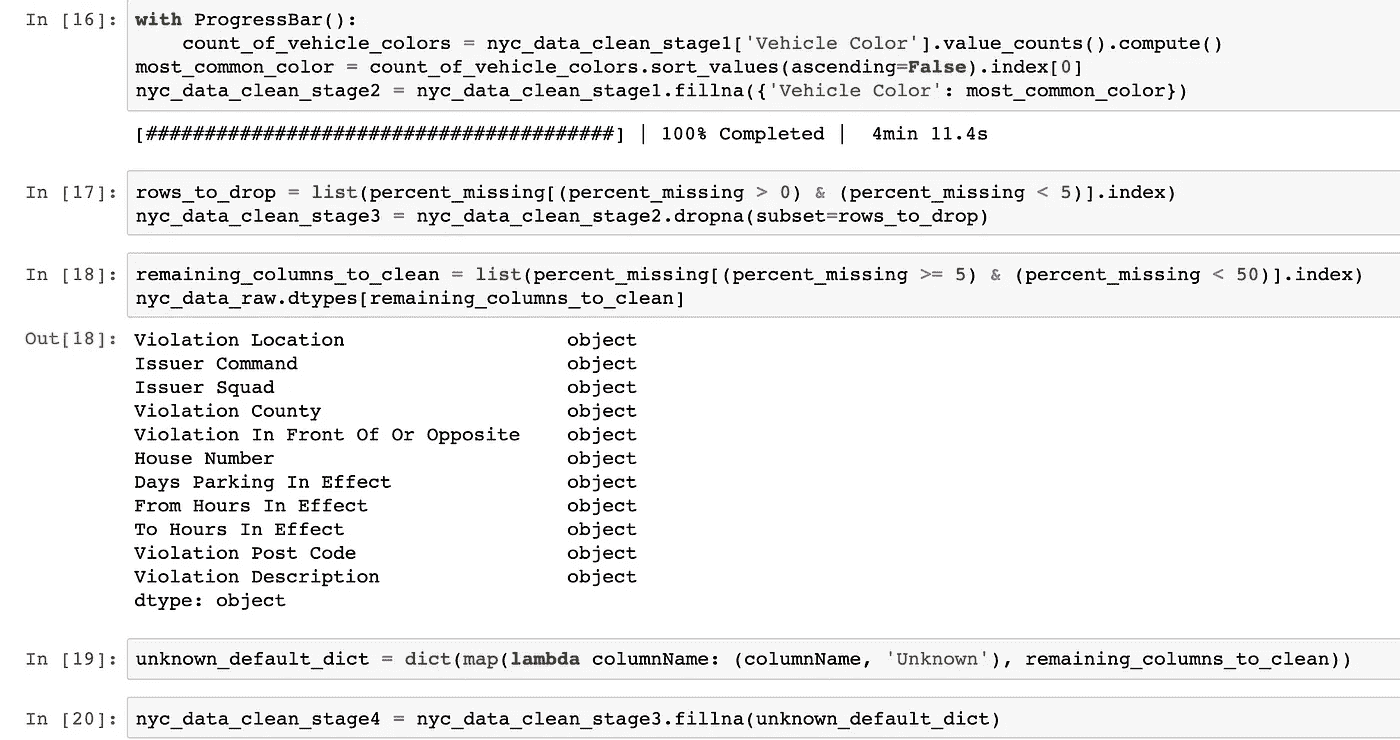 In [16]: with ProgressBar():
    count_of_vehicle_colors = nyc_data_clean_stage1['Vehicle Color'].value_counts().compute()
most_common_color = count_of_vehicle_colors.sort_values(ascending=False).index[0]
nyc_data_clean_stage2 = nyc_data_clean_stage1.fillna({'Vehicle Color': most_common_color})
[########################################] | 100% Completed |  4min 11.4s
In [17]: rows_to_drop = list(percent_missing[(percent_missing > 0) & (percent_missing < 5)].index)
nyc_data_clean_stage3 = nyc_data_clean_stage2.dropna(subset=rows_to_drop)
In [18]: remaining_columns_to_clean = list(percent_missing[(percent_missing >= 5) & (percent_missing < 50)].index)
nyc_data_raw.dtypes[remaining_columns_to_clean]
Out[18]: Violation Location                   object
Issuer Command                       object
Issuer Squad                         object
Violation County                     object
Violation In Front Of Or Opposite    object
House Number                         object
Days Parking In Effect               object
From Hours In Effect                 object
To Hours In Effect                   object
Violation Post Code                  object
Violation Description                object
dtype: object
In [19]: unknown_default_dict = dict(map(lambda columnName: (columnName, 'Unknown'), remaining_columns_to_clean))
In [20]: nyc_data_clean_stage4 = nyc_data_clean_stage3.fillna(unknown_default_dict)